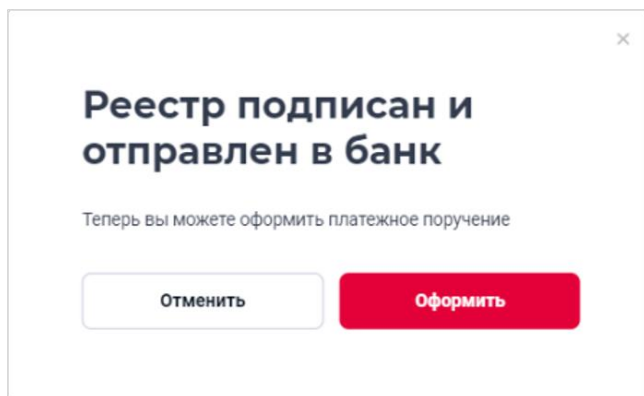 Реестр подписан и
отправлен в банк
Теперь вы можете оформить платежное поручение
Отменить
Оформить